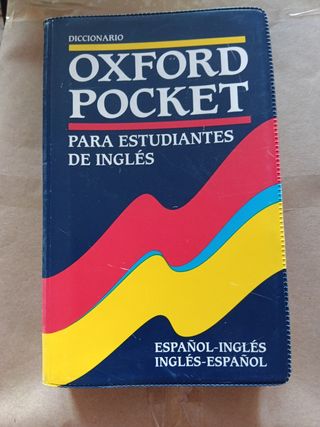 DICCIONARIO
OXFORD
POCKET
PARA ESTUDIANTES
DE INGLÉS
ESPAÑOL-INGLÉS
INGLÉS-ESPAÑOL